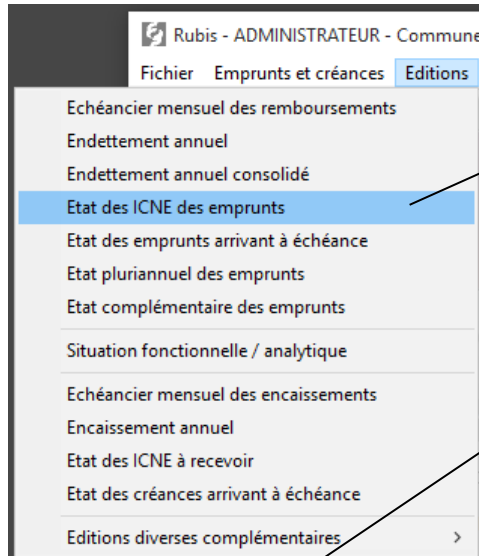 Rubis - ADMINISTRATEUR - Commune
Fichier Emprunts et créances Editions
Echéancier mensuel des remboursements
Endettement annuel
Endettement annuel consolidé
Etat des ICNE des emprunts
Etat des emprunts arrivant à échéance
Etat pluriannuel des emprunts
Etat complémentaire des emprunts
Situation fonctionnelle / analytique
Echéancier mensuel des encaissements
Encaissement annuel
Etat des ICNE à recevoir
Etat des créances arrivant à échéance
Editions diverses complémentaires